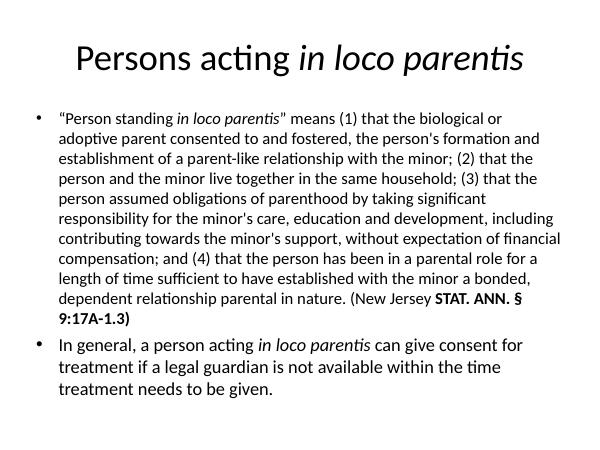 Persons acting in loco parentis
• “Person standing in loco parentis” means (1) that the biological or
adoptive parent consented to and fostered, the person's formation and
establishment of a parent-like relationship with the minor; (2) that the
person and the minor live together in the same household; (3) that the
person assumed obligations of parenthood by taking significant
responsibility for the minor's care, education and development, including
contributing towards the minor's support, without expectation of financial
compensation; and (4) that the person has been in a parental role for a
length of time sufficient to have established with the minor a bonded,
dependent relationship parental in nature. (New Jersey STAT. ANN. §
9:17A-1.3)
• In general, a person acting in loco parentis can give consent for
treatment if a legal guardian is not available within the time
treatment needs to be given.